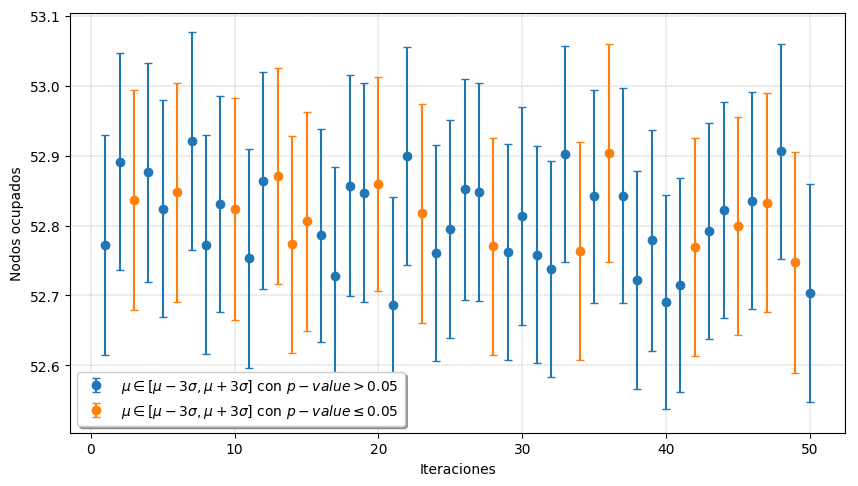 53.1
53.0
52.9
52.8
52.7
52.6
Nodos ocupados
μ ∈ [μ − 3σ, μ + 3σ] con p − value > 0.05
μ ∈ [μ − 3σ, μ + 3σ] con p − value ≤ 0.05
0 10 20 30 40 50
Iteraciones